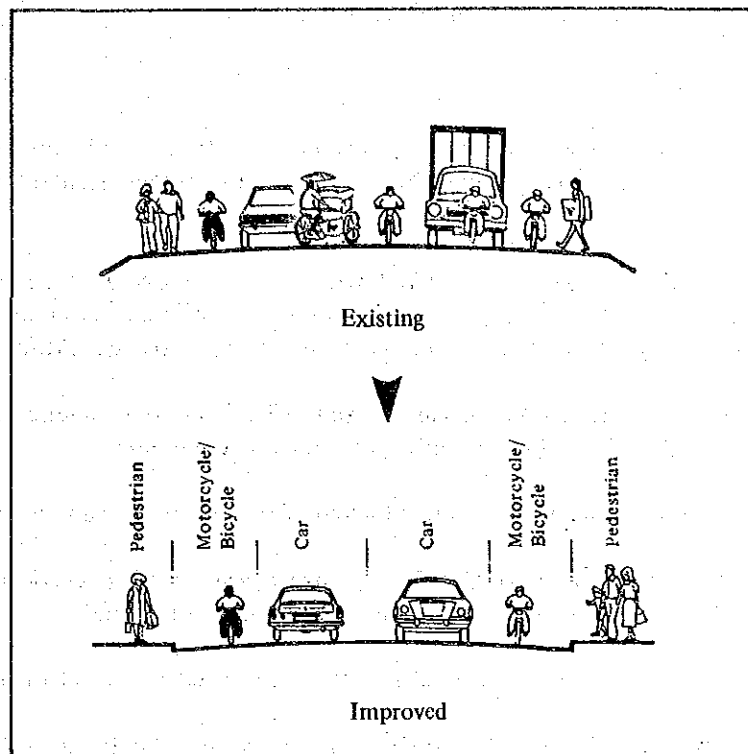 Existing
Pedestrian
Motorcycle/
Bicycle
Car
Car
Motorcycle/
Bicycle
Pedestrian
Improved